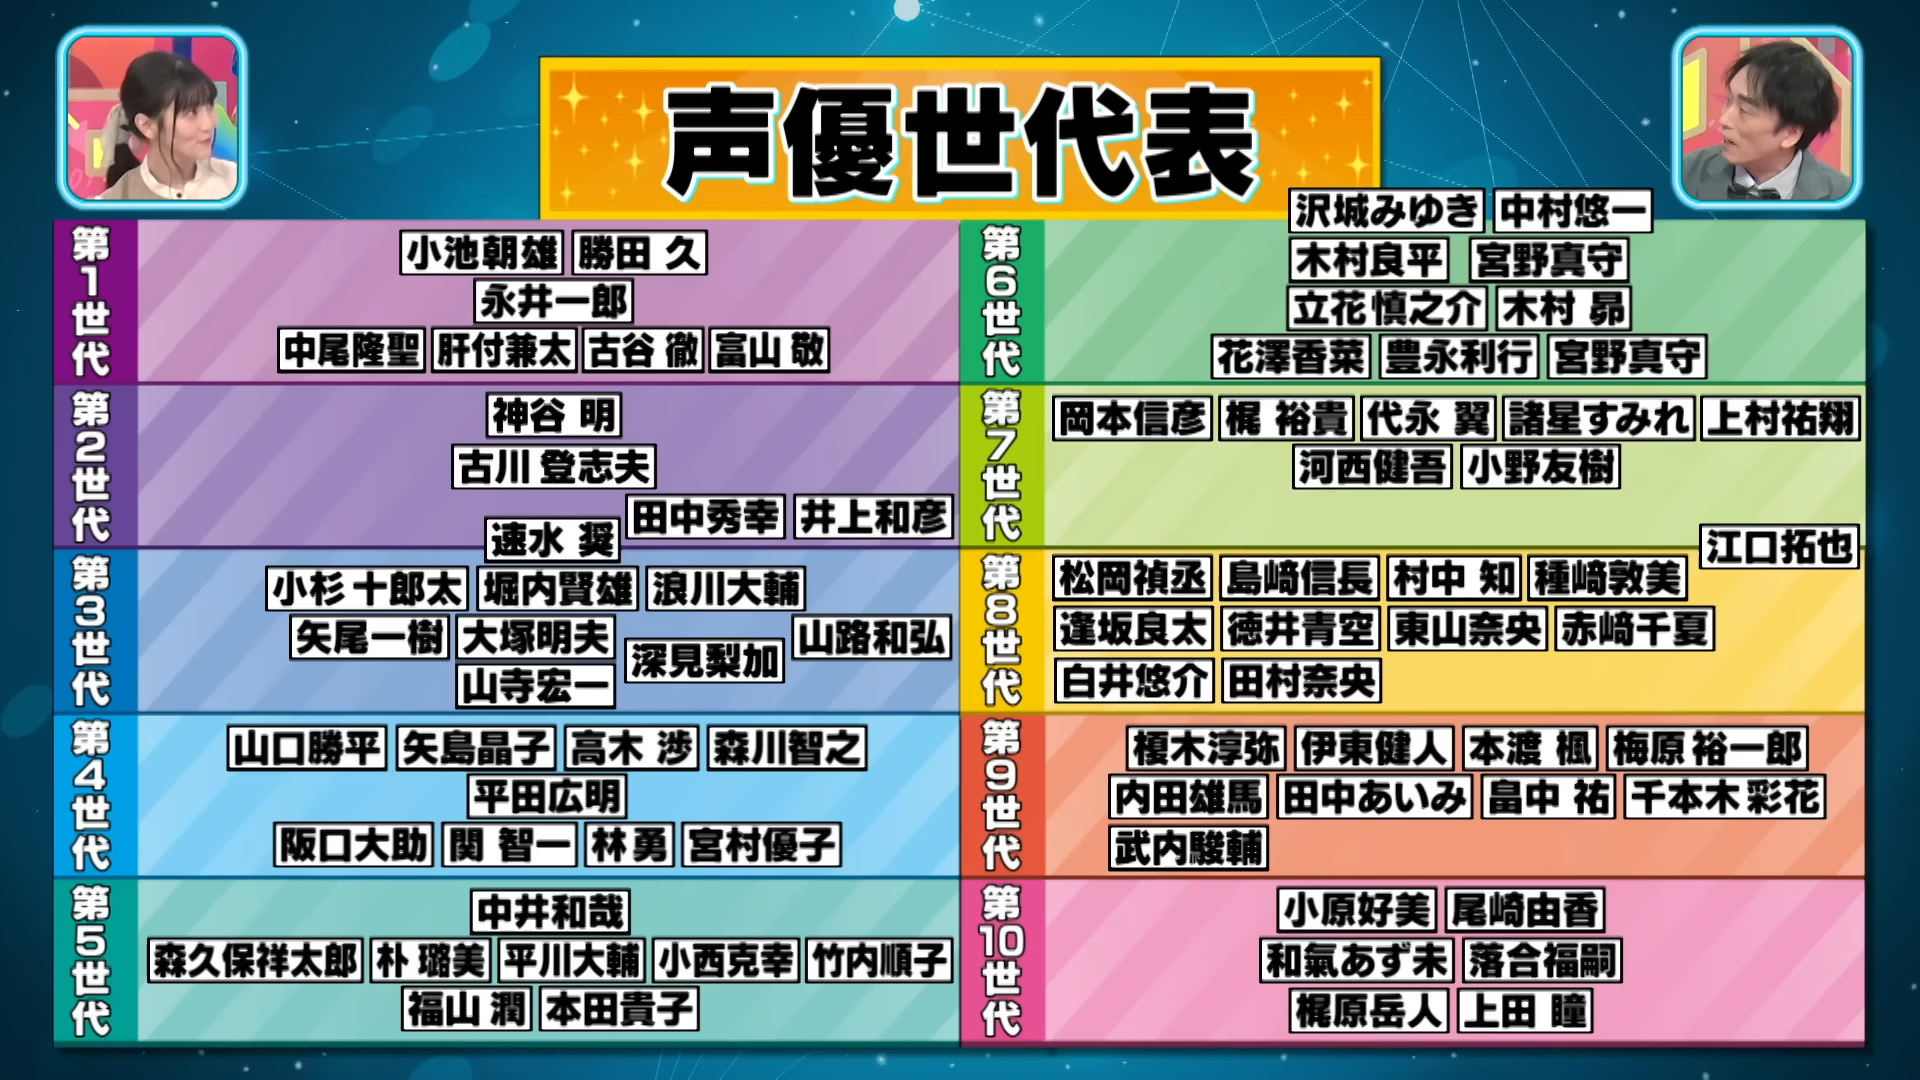 声優世代表
第1世代
小池朝雄 勝田 久
永井一郎
中尾隆聖 肝付兼太 古谷 徹 富山 敬
第2世代
神谷 明
古川 登志夫
田中秀幸 井上和彦
速水 奨
第3世代
小杉 十郎太 堀内賢雄 浪川大輔
矢尾一樹 大塚明夫 山路和弘
深見梨加
山寺宏一
第4世代
山口勝平 矢島晶子 高木 渉 森川智之
平田広明
阪口大助 関 智一 林 勇 宮村優子
第5世代
中井和哉
森久保祥太郎 朴 璐美 平川大輔 小西克幸 竹内順子
福山 潤 本田貴子
第6世代
沢城みゆき 中村悠一
木村良平 宮野真守
立花 慎之介 木村 昴
花澤香菜 豊永利行 宮野真守
第7世代
岡本信彦 梶 裕貴 代永 翼 諸星すみれ 上村祐翔
河西健吾 小野友樹
江口拓也
第8世代
松岡禎丞 島﨑信長 村中 知 種﨑敦美
逢坂良太 徳井青空 東山奈央 赤﨑千夏
白井悠介 田村奈央
第9世代
榎木淳弥 伊東健人 本渡 楓 梅原 裕一郎
内田雄馬 田中あいみ 畠中 祐 千本木 彩花
武内駿輔
第10世代
小原好美 尾崎由香
和氣あず未 落合福嗣
梶原岳人 上田 瞳